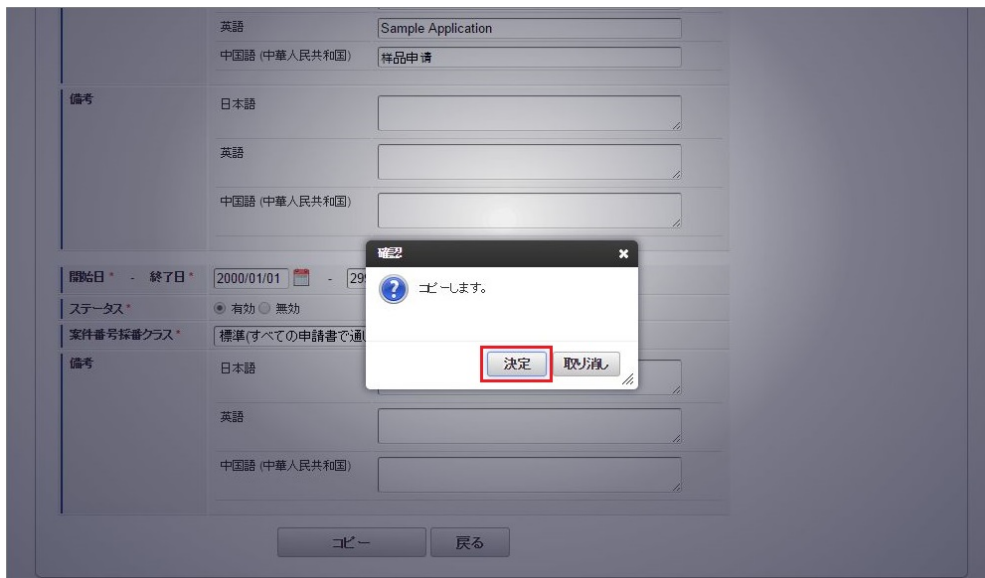 英語 Sample Application
中国語 (中華人民共和国) 样品申请
備考 日本語
英語
中国語 (中華人民共和国)
確認
コピーします。
開始日* - 終了日* 2000/01/01 - 29
ステータス* 有効 無効
案件番号採番クラス* 標準(すべての申請書で通
決定 取り消し
備考 日本語
英語
中国語 (中華人民共和国)
コピー 戻る